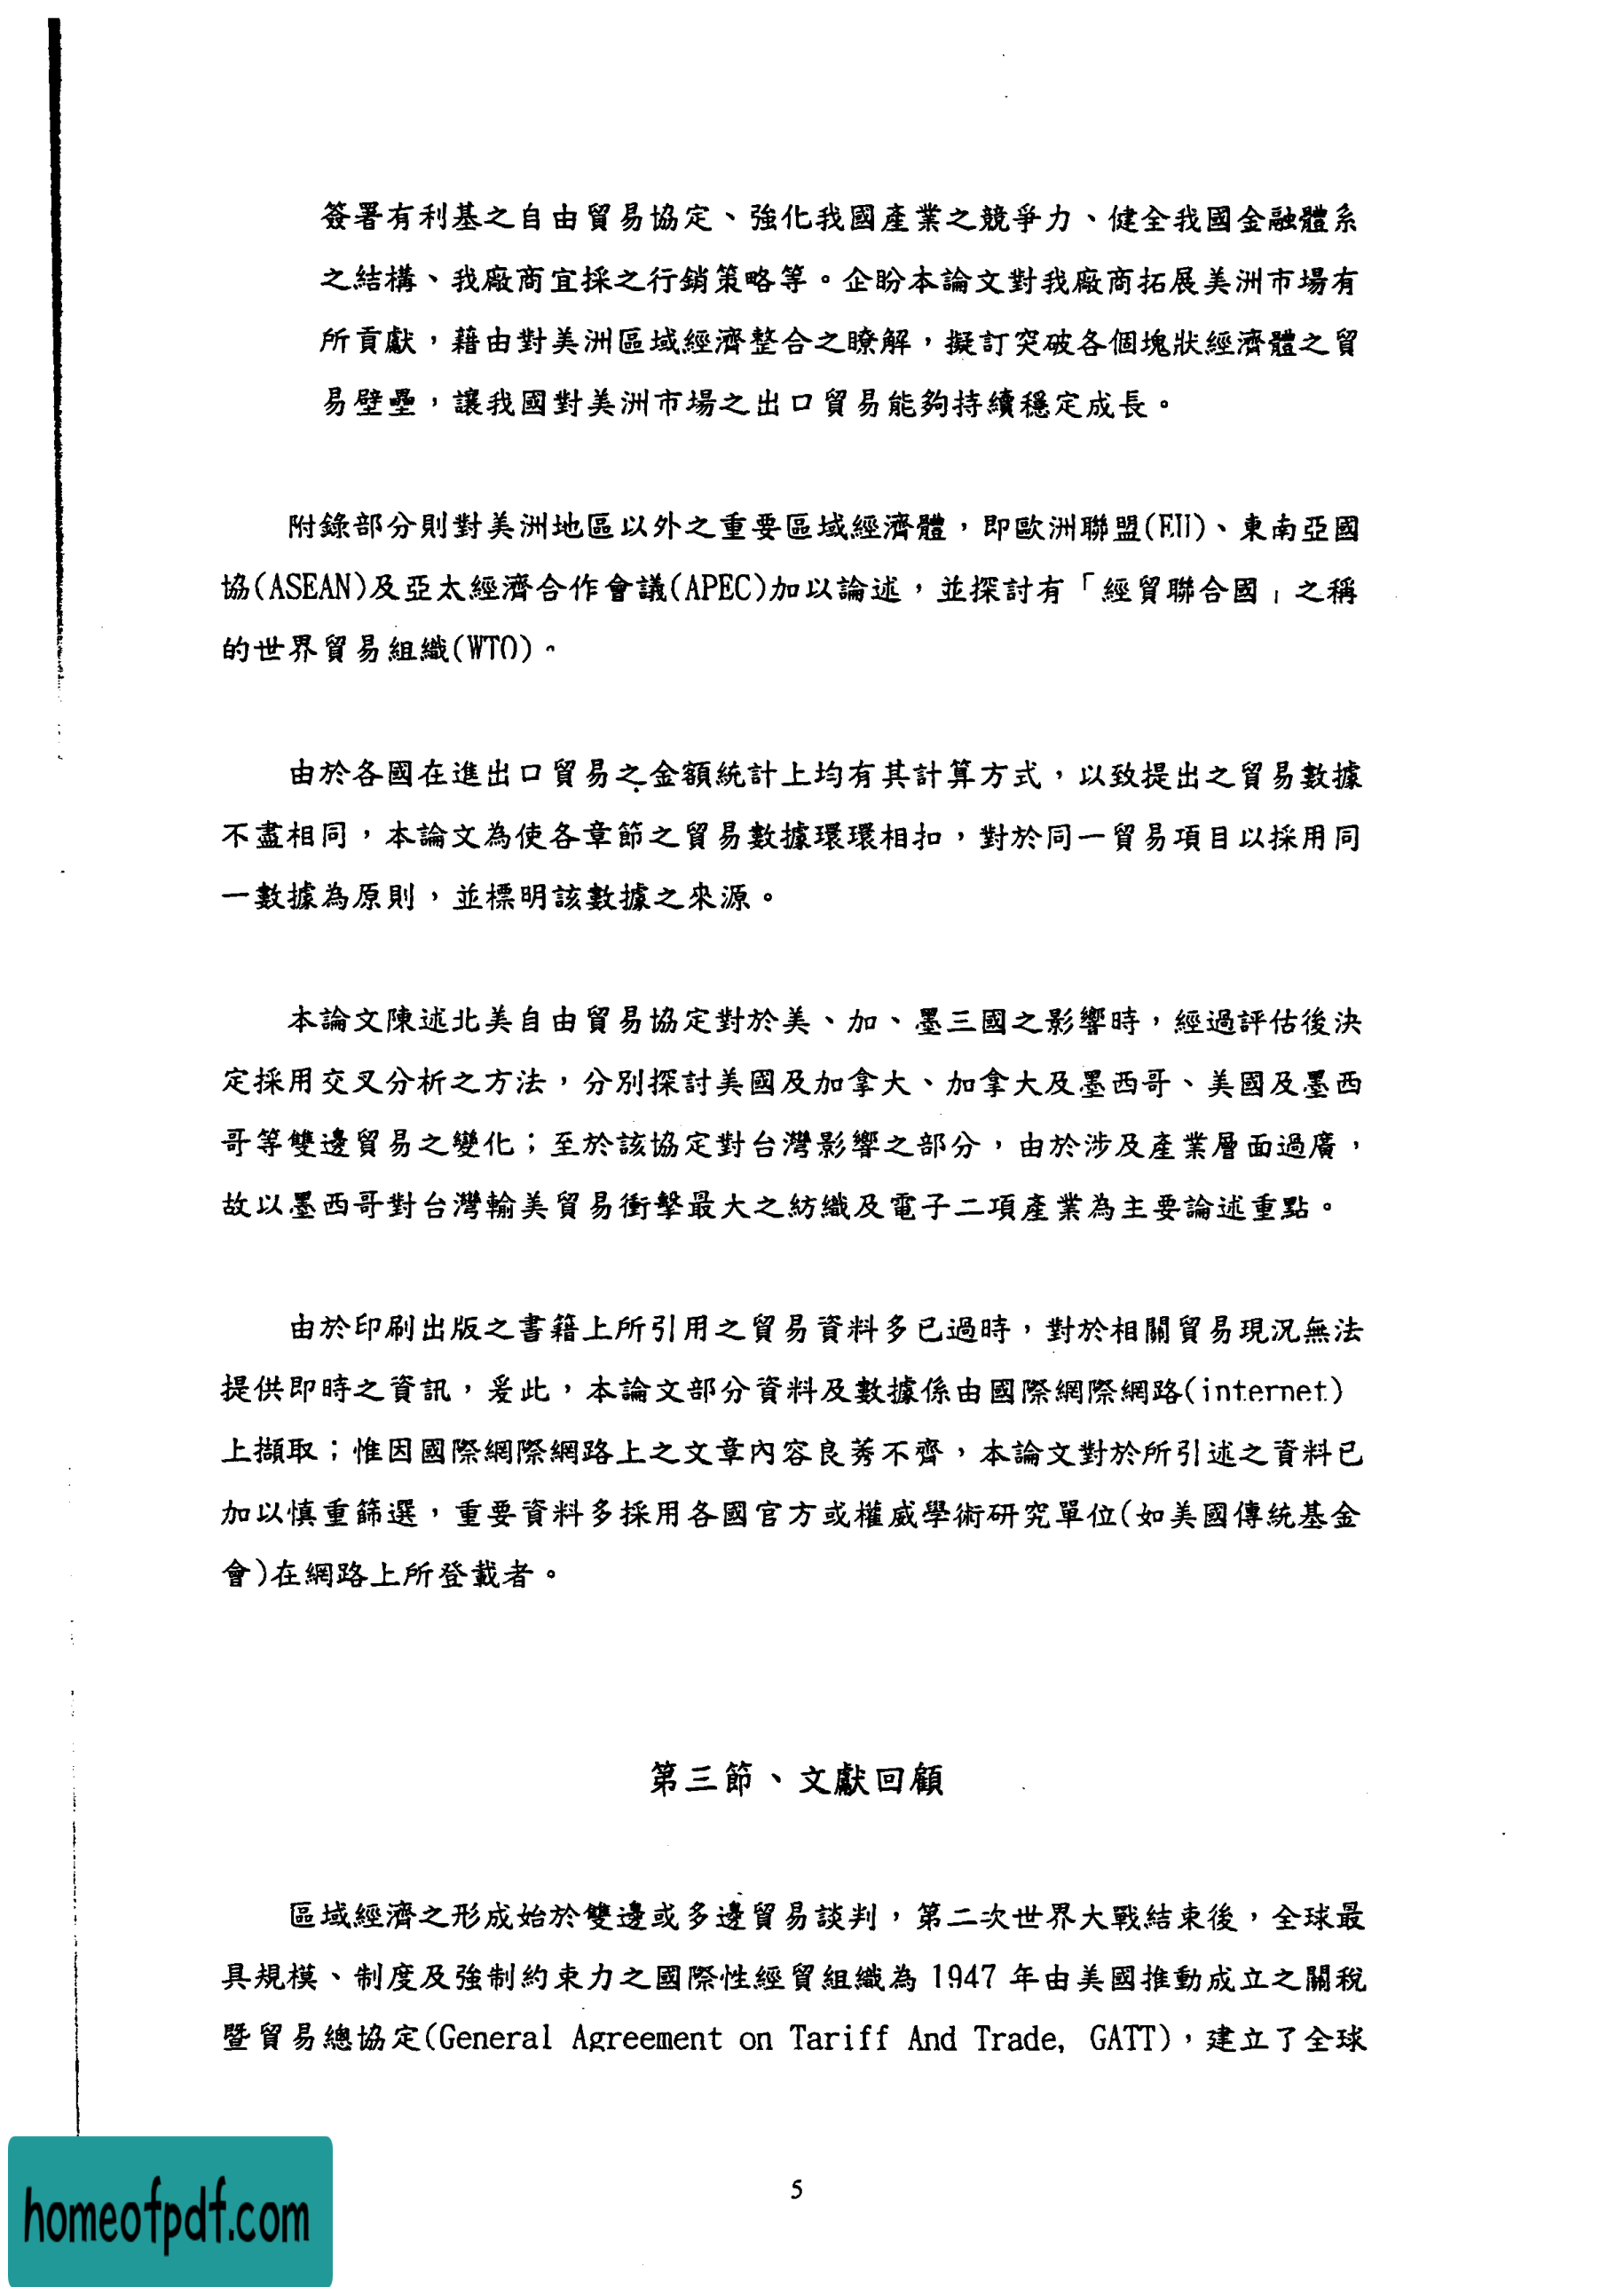 簽署有利基之自由貿易協定、強化我國產業之競爭力、健全我國金融體系
之結構、我廠商宜採之行銷策略等。企盼本論文對我廠商拓展美洲市場有
所貢獻，藉由對美洲區域經濟整合之瞭解，擬訂突破各個塊狀經濟體之貿
易壁壘，讓我國對美洲市場之出口貿易能夠持續穩定成長。
附錄部分則對美洲地區以外之重要區域經濟體，即歐洲聯盟(EU)、東南亞國
協(ASEAN)及亞太經濟合作會議(APEC)加以論述，並探討有「經貿聯合國」之稱
的世界貿易組織(WTO)。
由於各國在進出口貿易之金額統計上均有其計算方式，以致提出之貿易數據
不盡相同，本論文為使各章節之貿易數據環環相扣，對於同一貿易項目以採用同
一數據為原則，並標明該數據之來源。
本論文陳述北美自由貿易協定對於美、加、墨三國之影響時，經過評估後決
定採用交叉分析之方法，分別探討美國及加拿大、加拿大及墨西哥、美國及墨西
哥等雙邊貿易之變化；至於該協定對台灣影響之部分，由於涉及產業層面過廣，
故以墨西哥對台灣輸美貿易衝擊最大之紡織及電子二項產業為主要論述重點。
由於印刷出版之書籍上所引用之貿易資料多已過時，對於相關貿易現況無法
提供即時之資訊，爰此，本論文部分資料及數據係由國際網際網路(internet)
上擷取；惟因國際網際網路上之文章內容良莠不齊，本論文對於所引述之資料已
加以慎重篩選，重要資料多採用各國官方或權威學術研究單位(如美國傳統基金
會)在網路上所登載者。
第三節、文獻回顧
區域經濟之形成始於雙邊或多邊貿易談判，第二次世界大戰結束後，全球最
具規模、制度及強制約束力之國際性經貿組織為 1947 年由美國推動成立之關稅
暨貿易總協定(General Agreement on Tariff And Trade, GATT)，建立了全球
5
homeofpdf.com